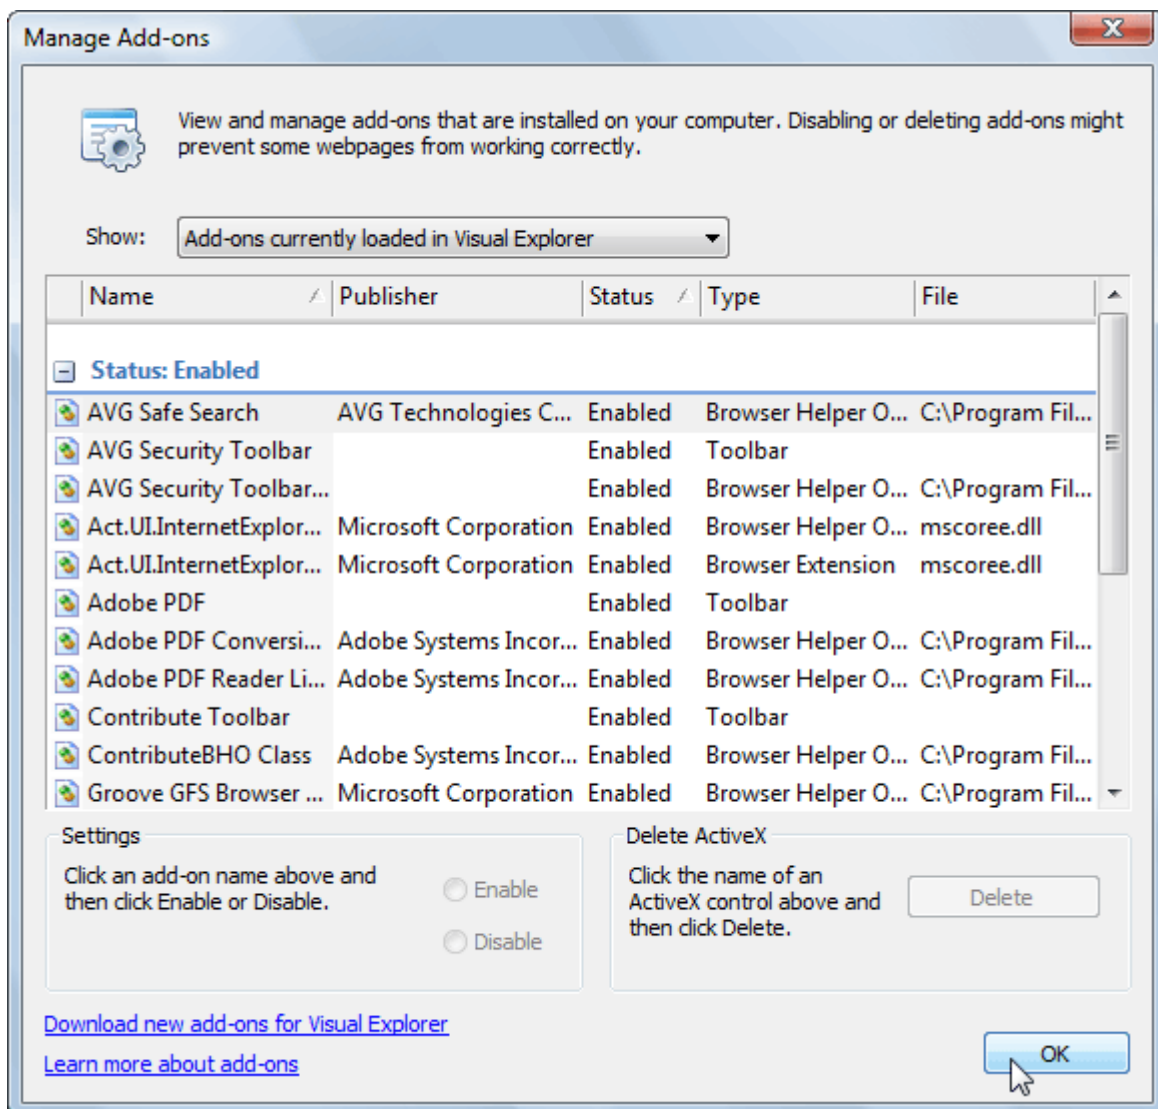 Manage Add-ons
View and manage add-ons that are installed on your computer. Disabling or deleting add-ons might
prevent some webpages from working correctly.
Show: Add-ons currently loaded in Visual Explorer
Name Publisher Status Type File
Status: Enabled
AVG Safe Search AVG Technologies C... Enabled Browser Helper O... C:\Program Fil...
AVG Security Toolbar Enabled Toolbar
AVG Security Toolbar... Enabled Browser Helper O... C:\Program Fil...
Act.UI.InternetExplor... Microsoft Corporation Enabled Browser Helper O... mscoree.dll
Act.UI.InternetExplor... Microsoft Corporation Enabled Browser Extension mscoree.dll
Adobe PDF Enabled Toolbar
Adobe PDF Conversi... Adobe Systems Incor... Enabled Browser Helper O... C:\Program Fil...
Adobe PDF Reader Li... Adobe Systems Incor... Enabled Browser Helper O... C:\Program Fil...
Contribute Toolbar Enabled Toolbar
ContributeBHO Class Adobe Systems Incor... Enabled Browser Helper O... C:\Program Fil...
Groove GFS Browser ... Microsoft Corporation Enabled Browser Helper O... C:\Program Fil...
Settings
Click an add-on name above and
then click Enable or Disable.
Enable
Disable
Delete ActiveX
Click the name of an
ActiveX control above and
then click Delete.
Delete
Download new add-ons for Visual Explorer
Learn more about add-ons
OK